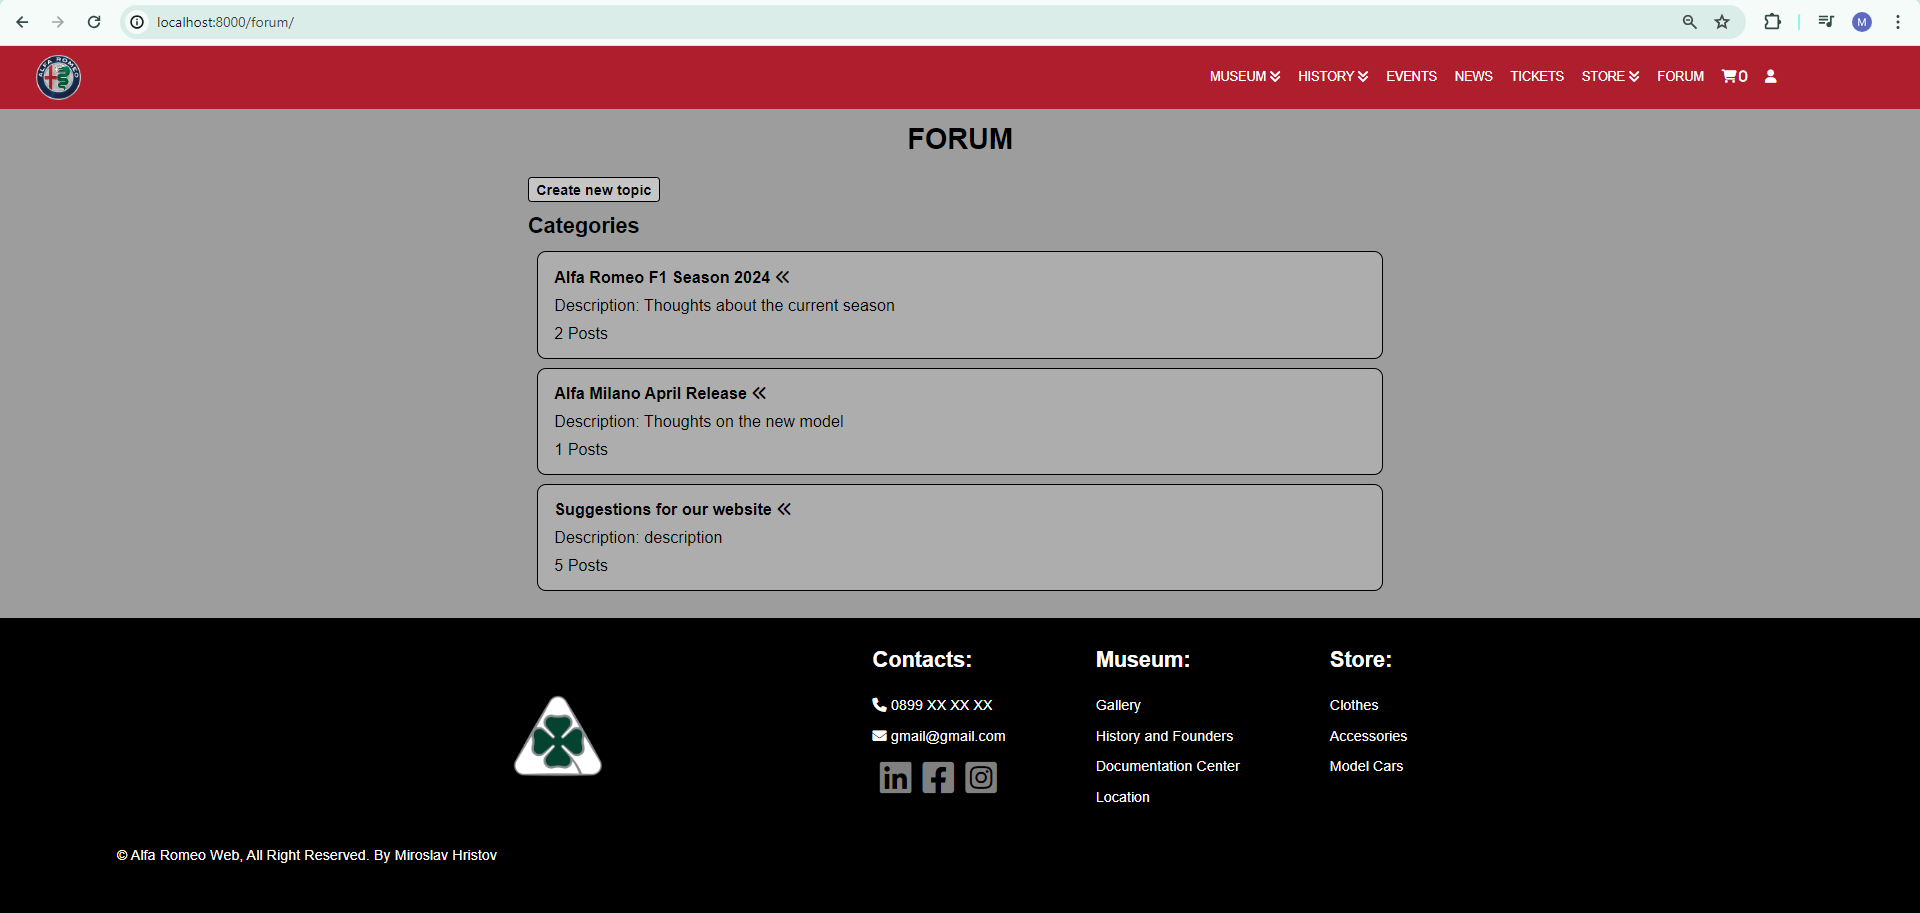 localhost:8000/forum/
M
ALFA ROMEO
MUSEUM HISTORY EVENTS NEWS TICKETS STORE FORUM 0
FORUM
Create new topic
Categories
Alfa Romeo F1 Season 2024
Description: Thoughts about the current season
2 Posts
Alfa Milano April Release
Description: Thoughts on the new model
1 Posts
Suggestions for our website
Description: description
5 Posts
Contacts:
0899 XX XX XX
gmail@gmail.com
in f
Museum:
Gallery
History and Founders
Documentation Center
Location
Store:
Clothes
Accessories
Model Cars
© Alfa Romeo Web, All Right Reserved. By Miroslav Hristov